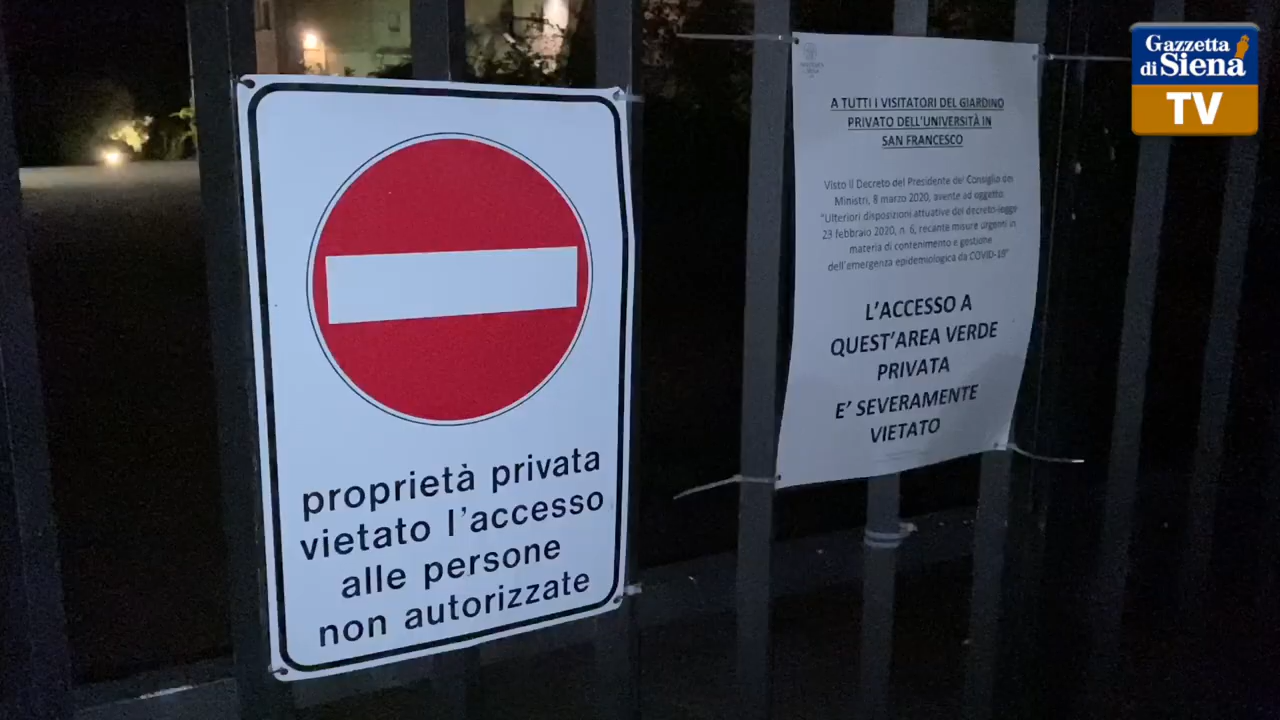 proprietà privata
vietato l'accesso
alle persone
non autorizzate
A TUTTI I VISITATORI DEL GIARDINO
PRIVATO DELL'UNIVERSITÀ IN
SAN FRANCESCO
Visto il Decreto del Presidente del Consiglio dei
Ministri, 8 marzo 2020, avente ad oggetto
"Ulteriori disposizioni attuative del decreto-legge
23 febbraio 2020, n. 6, recante misure urgenti in
materia di contenimento e gestione
dell'emergenza epidemiologica da COVID-19"
L'ACCESSO A
QUEST'AREA VERDE
PRIVATA
E' SEVERAMENTE
VIETATO
Gazzetta
di Siena
TV